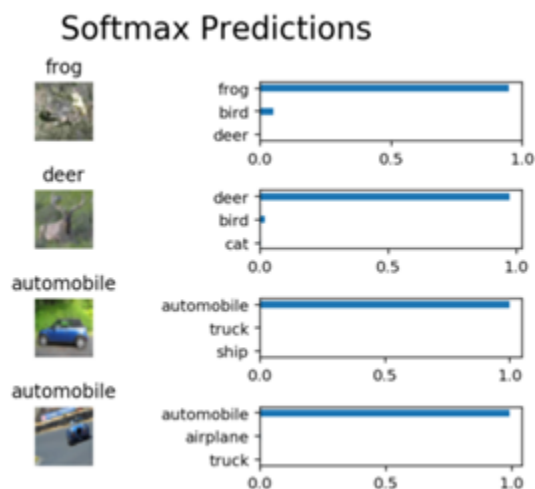 Softmax Predictions
frog
frog
bird
deer
0.0 0.5 1.0
deer
deer
bird
cat
0.0 0.5 1.0
automobile
automobile
truck
ship
0.0 0.5 1.0
automobile
automobile
airplane
truck
0.0 0.5 1.0